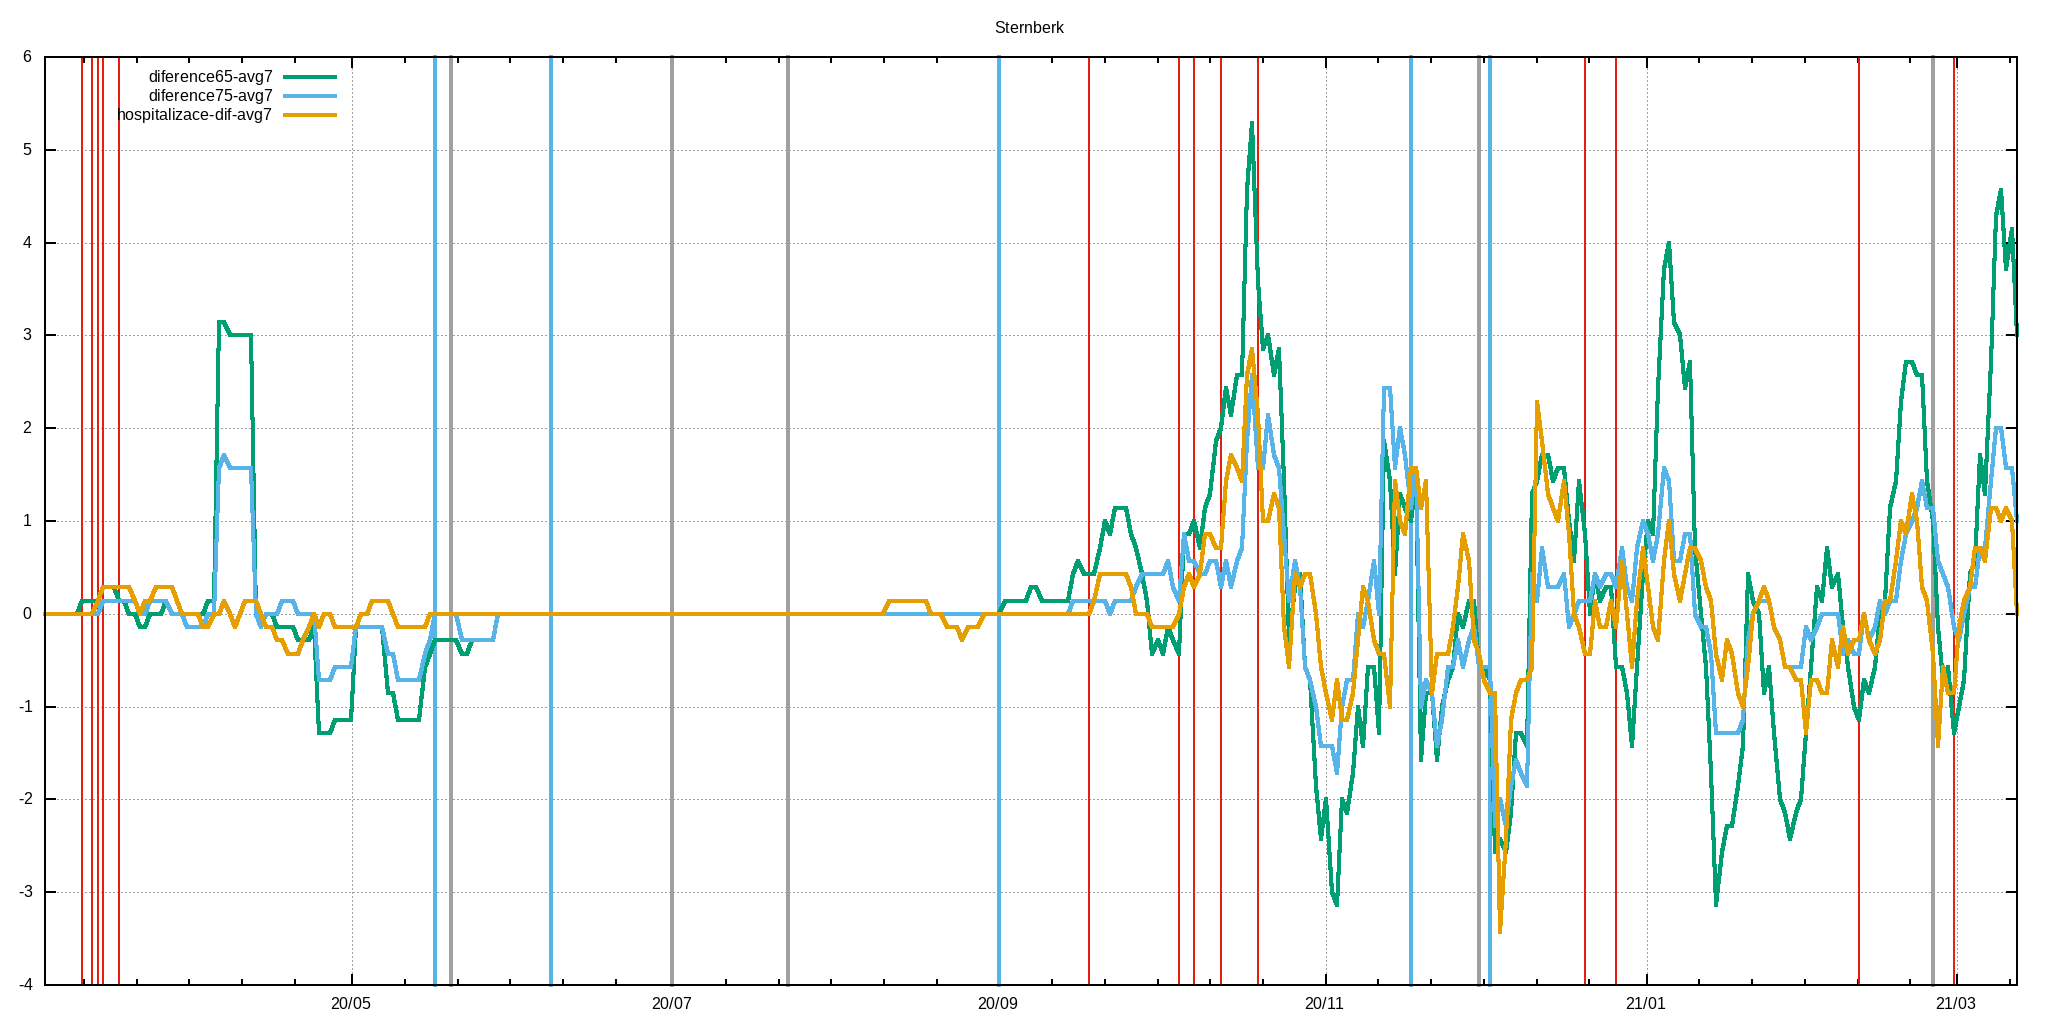 Sternberk
diference65-avg7
diference75-avg7
hospitalizace-dif-avg7
6
5
4
3
2
1
0
-1
-2
-3
-4
20/05 20/07 20/09 20/11 21/01 21/03